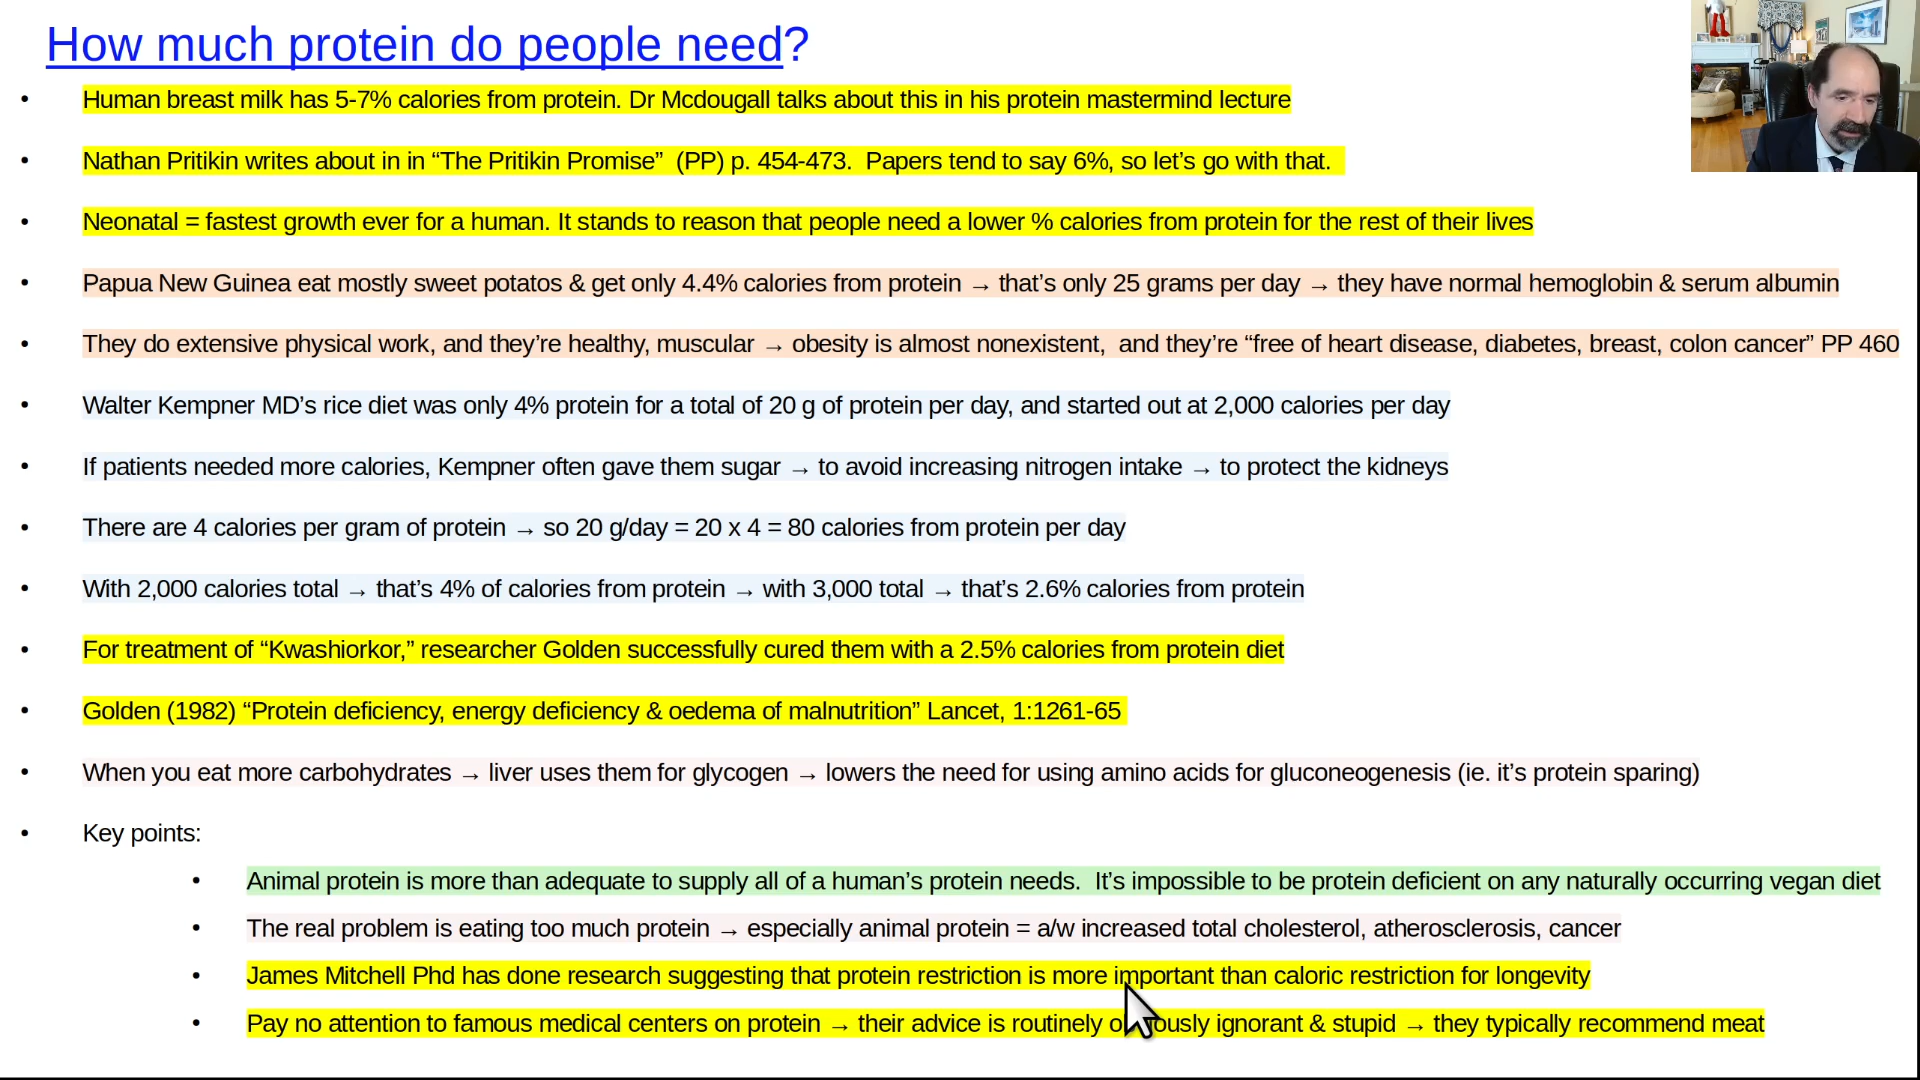 How much protein do people need?
• Human breast milk has 5-7% calories from protein. Dr Mcdougall talks about this in his protein mastermind lecture
• Nathan Pritikin writes about in in “The Pritikin Promise”  (PP) p. 454-473.  Papers tend to say 6%, so let’s go with that.
• Neonatal = fastest growth ever for a human. It stands to reason that people need a lower % calories from protein for the rest of their lives
• Papua New Guinea eat mostly sweet potatos & get only 4.4% calories from protein → that’s only 25 grams per day → they have normal hemoglobin & serum albumin
• They do extensive physical work, and they’re healthy, muscular → obesity is almost nonexistent,  and they’re “free of heart disease, diabetes, breast, colon cancer” PP 460
• Walter Kempner MD’s rice diet was only 4% protein for a total of 20 g of protein per day, and started out at 2,000 calories per day
• If patients needed more calories, Kempner often gave them sugar → to avoid increasing nitrogen intake → to protect the kidneys
• There are 4 calories per gram of protein → so 20 g/day = 20 x 4 = 80 calories from protein per day
• With 2,000 calories total → that’s 4% of calories from protein → with 3,000 total → that’s 2.6% calories from protein
• For treatment of “Kwashiorkor,” researcher Golden successfully cured them with a 2.5% calories from protein diet
• Golden (1982) “Protein deficiency, energy deficiency & oedema of malnutrition” Lancet, 1:1261-65
• When you eat more carbohydrates → liver uses them for glycogen → lowers the need for using amino acids for gluconeogenesis (ie. it’s protein sparing)
• Key points:
• Animal protein is more than adequate to supply all of a human’s protein needs.  It’s impossible to be protein deficient on any naturally occurring vegan diet
• The real problem is eating too much protein → especially animal protein = a/w increased total cholesterol, atherosclerosis, cancer
• James Mitchell Phd has done research suggesting that protein restriction is more important than caloric restriction for longevity
• Pay no attention to famous medical centers on protein → their advice is routinely ignorant & stupid → they typically recommend meat